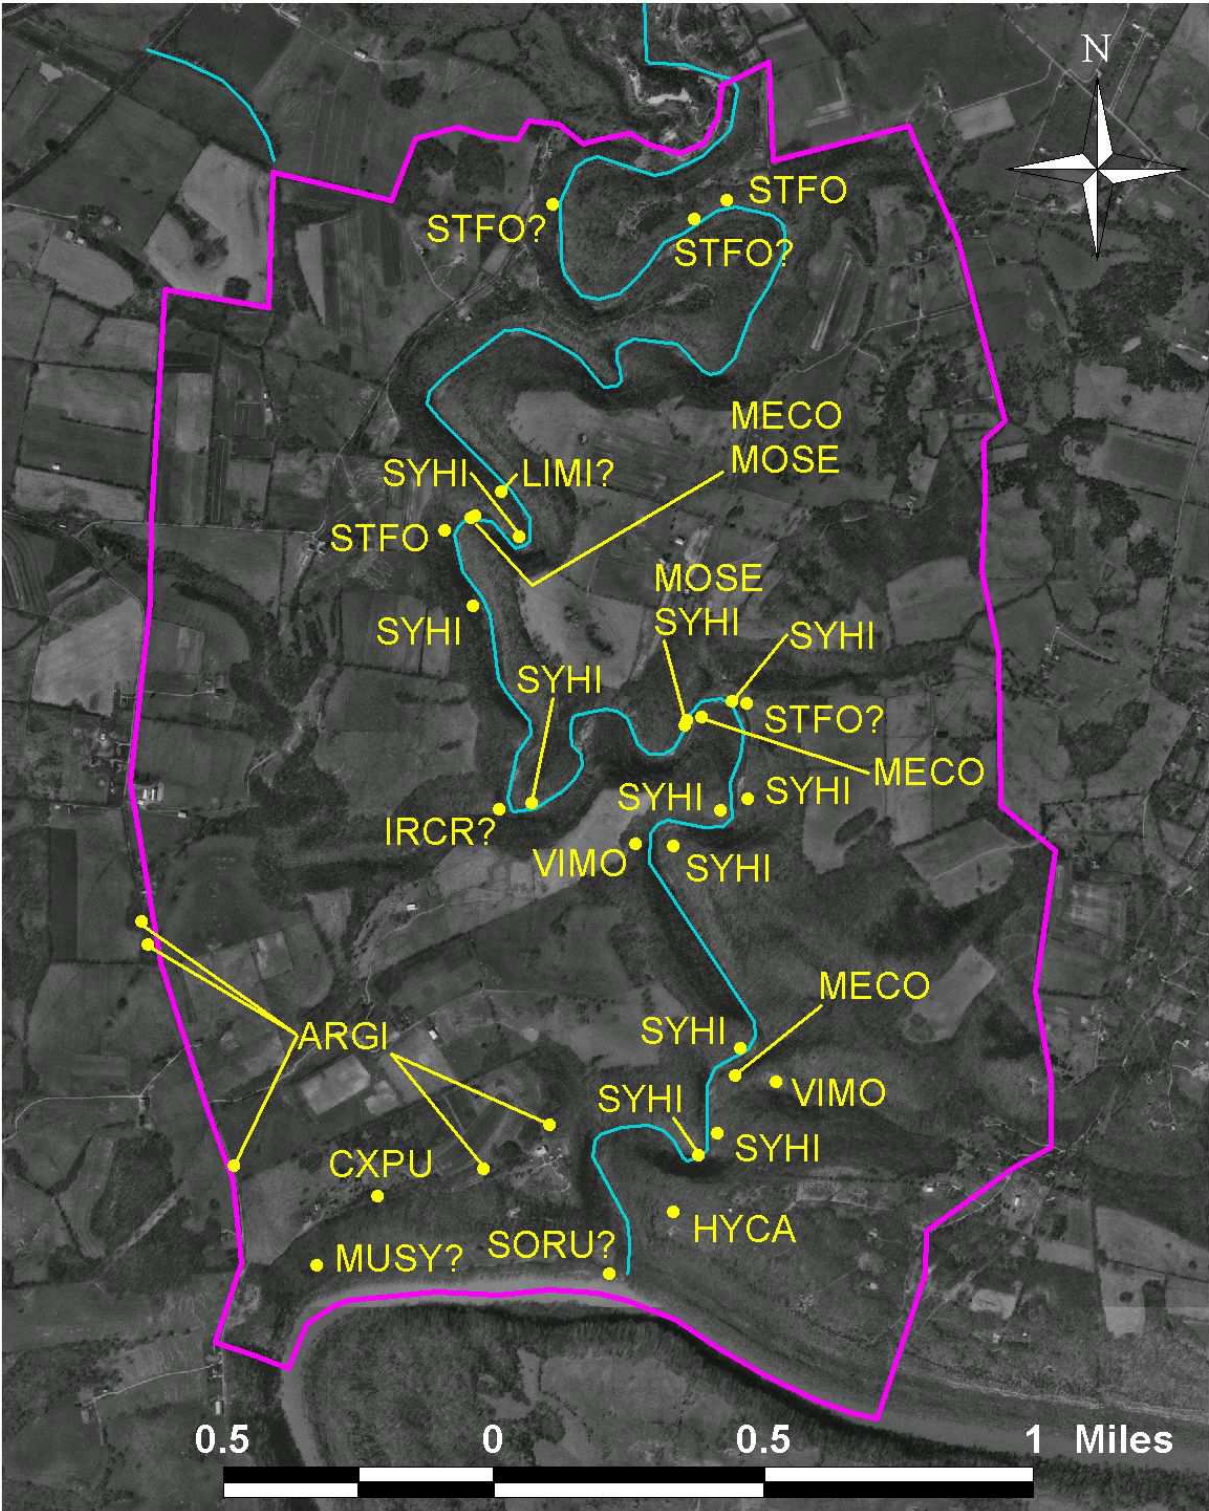 N
STFO
STFO?
STFO?
MECO
MOSE
SYHI
LIMI?
STFO
MOSE
SYHI
SYHI
SYHI
SYHI
STFO?
MECO
SYHI
SYHI
IRCR?
VIMO
SYHI
MECO
SYHI
ARGI
VIMO
SYHI
SYHI
CXPU
HYCA
SORU?
MUSY?
0.5 0 0.5 1 Miles